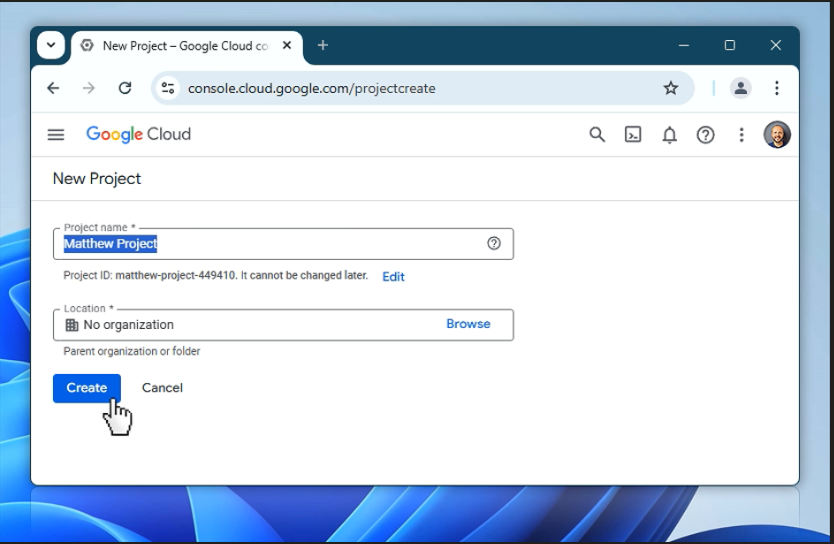 New Project – Google Cloud co
console.cloud.google.com/projectcreate
Google Cloud
New Project
Project name *
Matthew Project
Project ID: matthew-project-449410. It cannot be changed later. Edit
Location *
No organization Browse
Parent organization or folder
Create Cancel